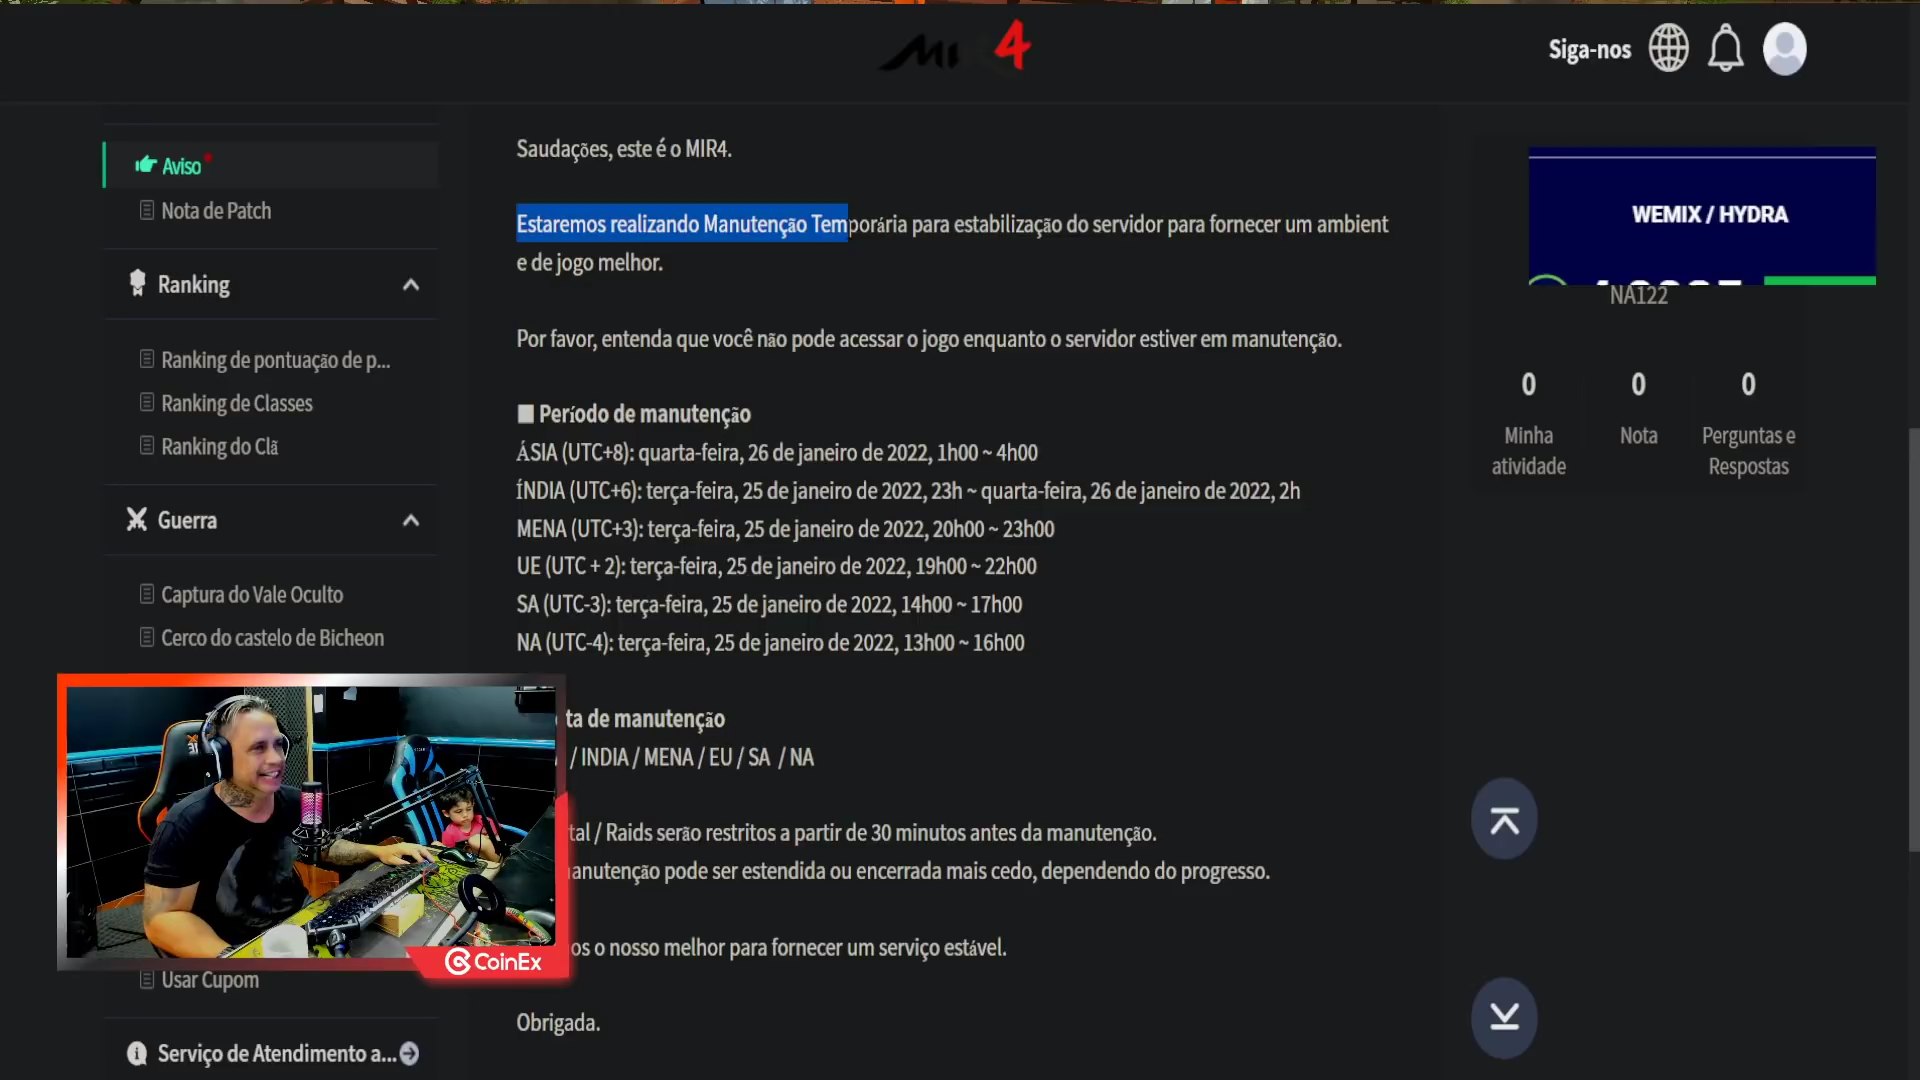 MIR4
Siga-nos
Aviso
Nota de Patch
Ranking
Ranking de pontuação de p...
Ranking de Classes
Ranking do Clã
Guerra
Captura do Vale Oculto
Cerco do castelo de Bicheon
Usar Cupom
Serviço de Atendimento a...
Saudações, este é o MIR4.
Estaremos realizando Manutenção Temporária para estabilização do servidor para fornecer um ambient
e de jogo melhor.
Por favor, entenda que você não pode acessar o jogo enquanto o servidor estiver em manutenção.
■ Período de manutenção
ÁSIA (UTC+8): quarta-feira, 26 de janeiro de 2022, 1h00 ~ 4h00
ÍNDIA (UTC+6): terça-feira, 25 de janeiro de 2022, 23h ~ quarta-feira, 26 de janeiro de 2022, 2h
MENA (UTC+3): terça-feira, 25 de janeiro de 2022, 20h00 ~ 23h00
UE (UTC + 2): terça-feira, 25 de janeiro de 2022, 19h00 ~ 22h00
SA (UTC-3): terça-feira, 25 de janeiro de 2022, 14h00 ~ 17h00
NA (UTC-4): terça-feira, 25 de janeiro de 2022, 13h00 ~ 16h00
ta de manutenção
/ INDIA / MENA / EU / SA / NA
tal / Raids serão restritos a partir de 30 minutos antes da manutenção.
anutenção pode ser estendida ou encerrada mais cedo, dependendo do progresso.
os o nosso melhor para fornecer um serviço estável.
Obrigada.
WEMIX / HYDRA
NA122
0 0 0
Minha atividade
Nota
Perguntas e Respostas
CoinEx